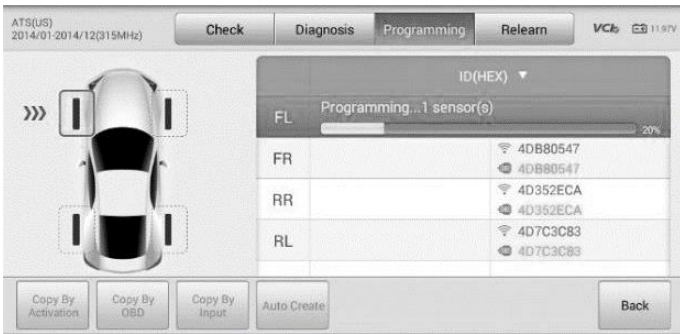 ATS(US)
2014/01-2014/12(315MHz)
Check
Diagnosis
Programming
Relearn
VCI
11.97V
ID(HEX) ▼
FL
Programming...1 sensor(s)
20%
FR
4DB80547
4DB80547
RR
4D352ECA
4D352ECA
RL
4D7C3C83
4D7C3C83
Copy By
Activation
Copy By
OBD
Copy By
Input
Auto Create
Back